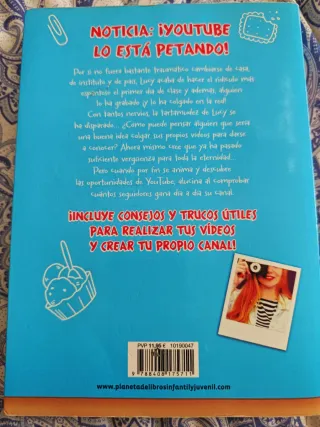 NOTICIA: ¡YOUTUBE
LO ESTÁ PETANDO!
Por si no fuera bastante traumático cambiarse de casa,
de instituto y de país, Lucy acaba de hacer el ridículo más
espantoso el primer día de clase y además, alguien
lo ha grabado ¡y lo ha colgado en la red!
Con tantos nervios, la tartamudez de Lucy se
ha disparado... ¿Cómo puede pensar alguien que sería
una buena idea colgar sus propios vídeos para darse
a conocer? Ahora mismo cree que ya ha pasado
suficiente vergüenza para toda la eternidad...
Pero cuando por fin se anima y descubre
las oportunidades de YouTube, alucina al comprobar
cuántos seguidores gana día a día su canal.
¡INCLUYE CONSEJOS Y TRUCOS ÚTILES
PARA REALIZAR TUS VÍDEOS
Y CREAR TU PROPIO CANAL!
PVP 11,95 € 10190047
9 788408 175711
www.planetadelibrosinfantilyjuvenil.com